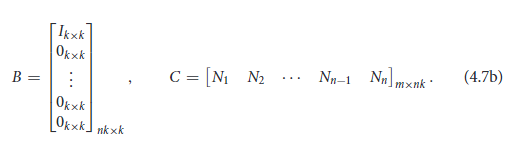 B = [I_{k×k} 0_{k×k} ⋮ 0_{k×k} 0_{k×k}]_{nk×k}, C = [N_1 N_2 ⋯ N_{n−1} N_n]_{m×nk}. (4.7b)